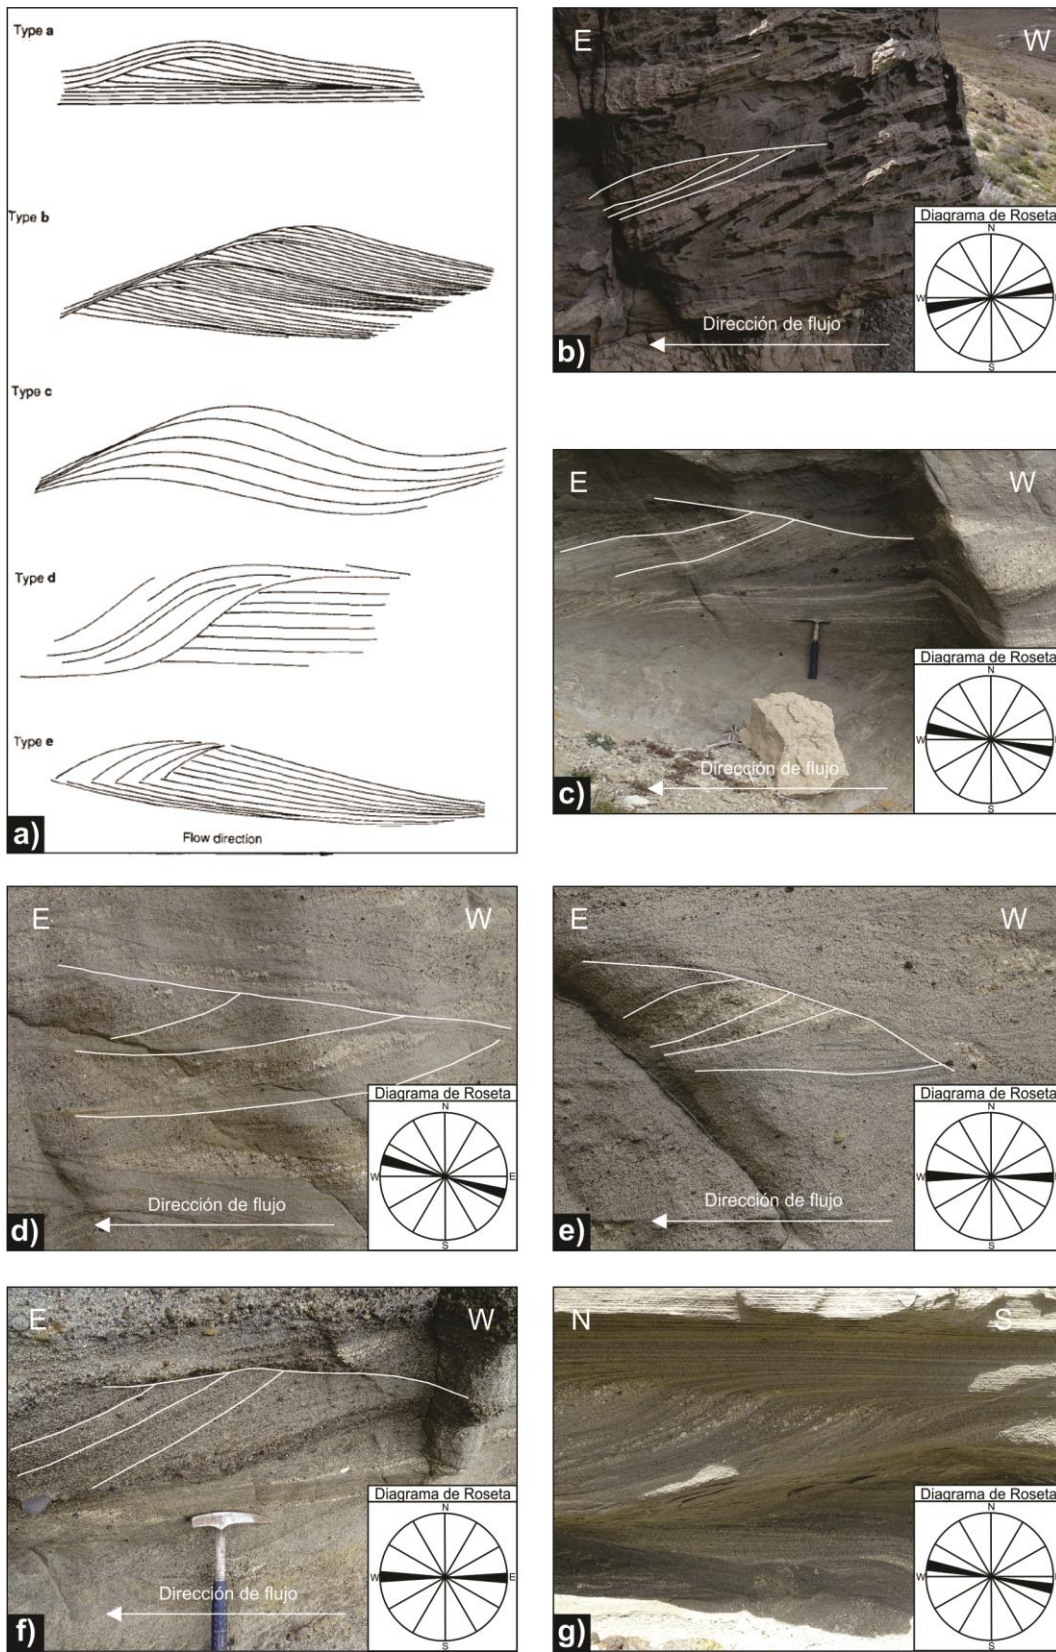 Type a
Type b
Type c
Type d
Type e
Flow direction
a)
E W
Diagrama de Roseta
N
W
S
Dirección de flujo
b)
E W
Diagrama de Roseta
N
W E
S
Dirección de flujo
c)
E W
Diagrama de Roseta
N
W E
S
Dirección de flujo
d)
E W
Diagrama de Roseta
N
W
S
Dirección de flujo
e)
E W
Diagrama de Roseta
N
W E
S
Dirección de flujo
f)
N S
Diagrama de Roseta
N
W
S
g)